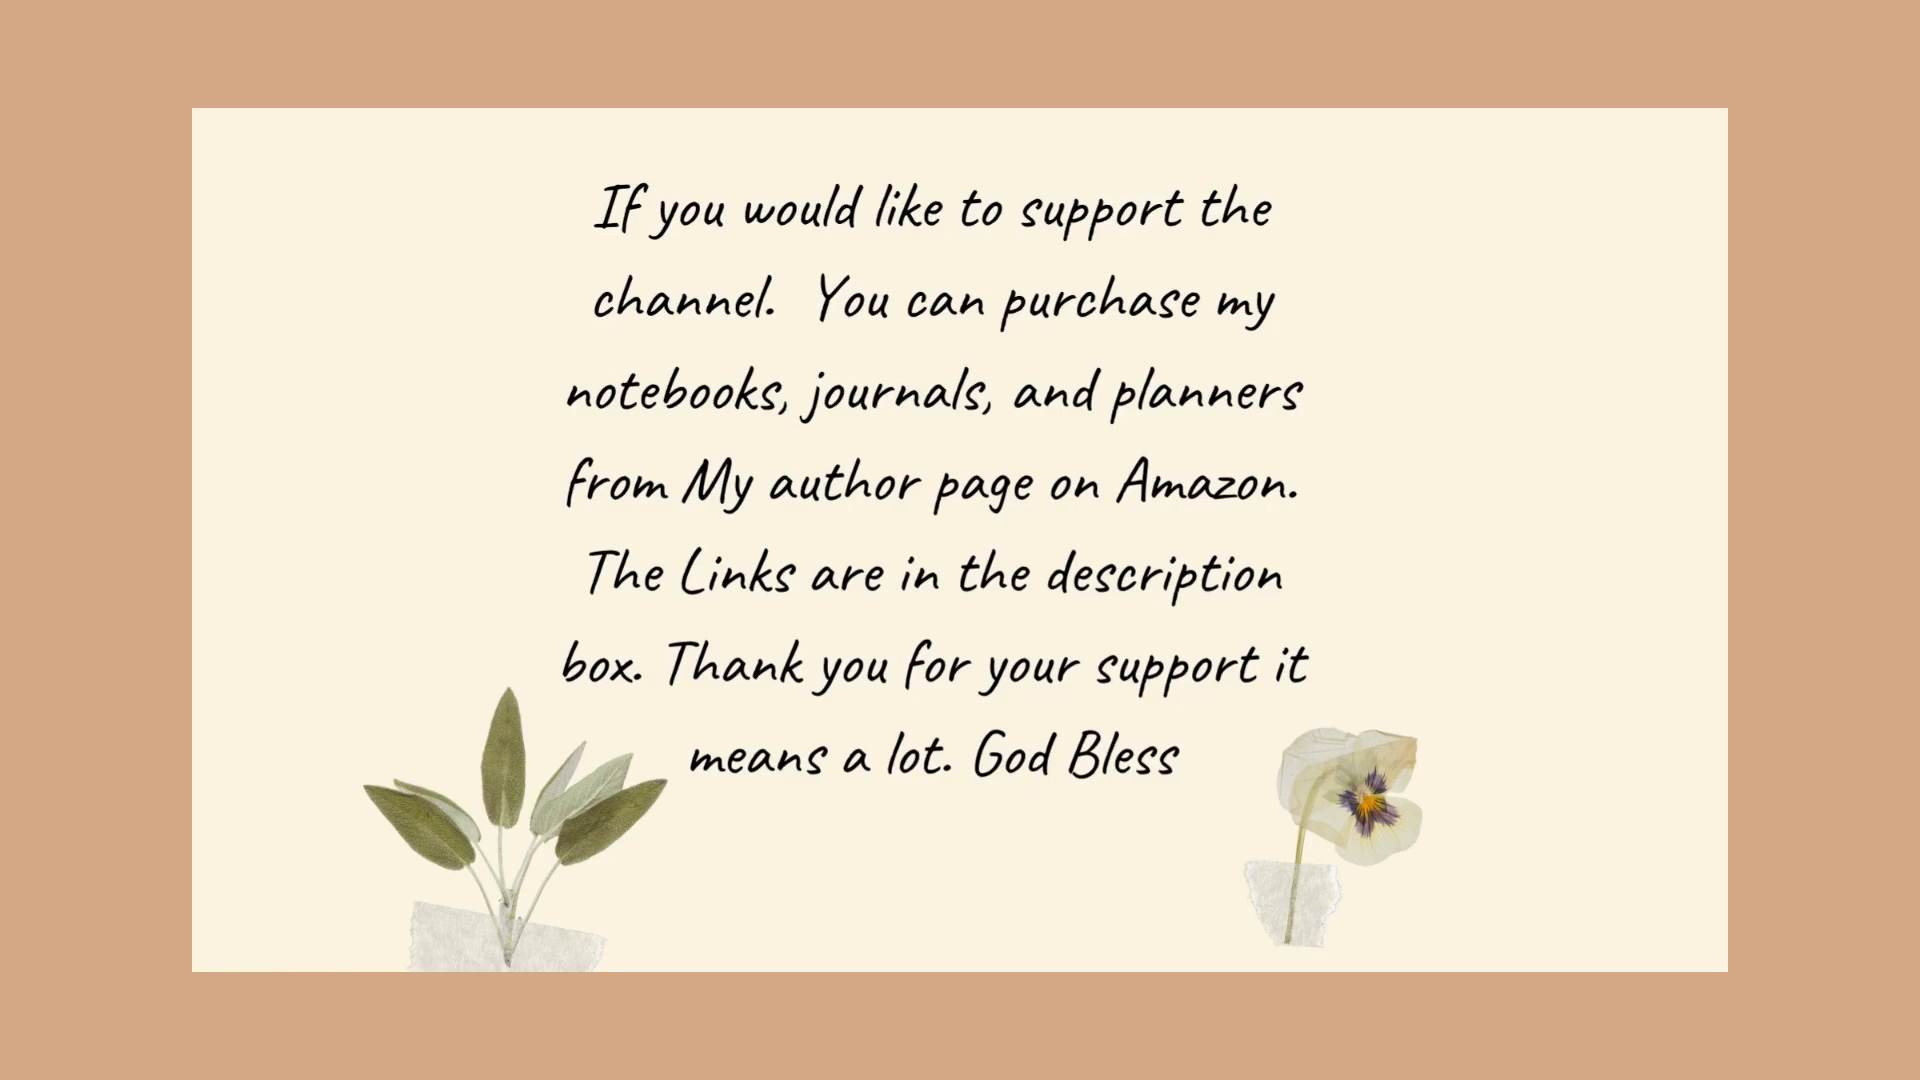 If you would like to support the
channel.  You can purchase my
notebooks, journals, and planners
from My author page on Amazon.
The Links are in the description
box. Thank you for your support it
means a lot. God Bless